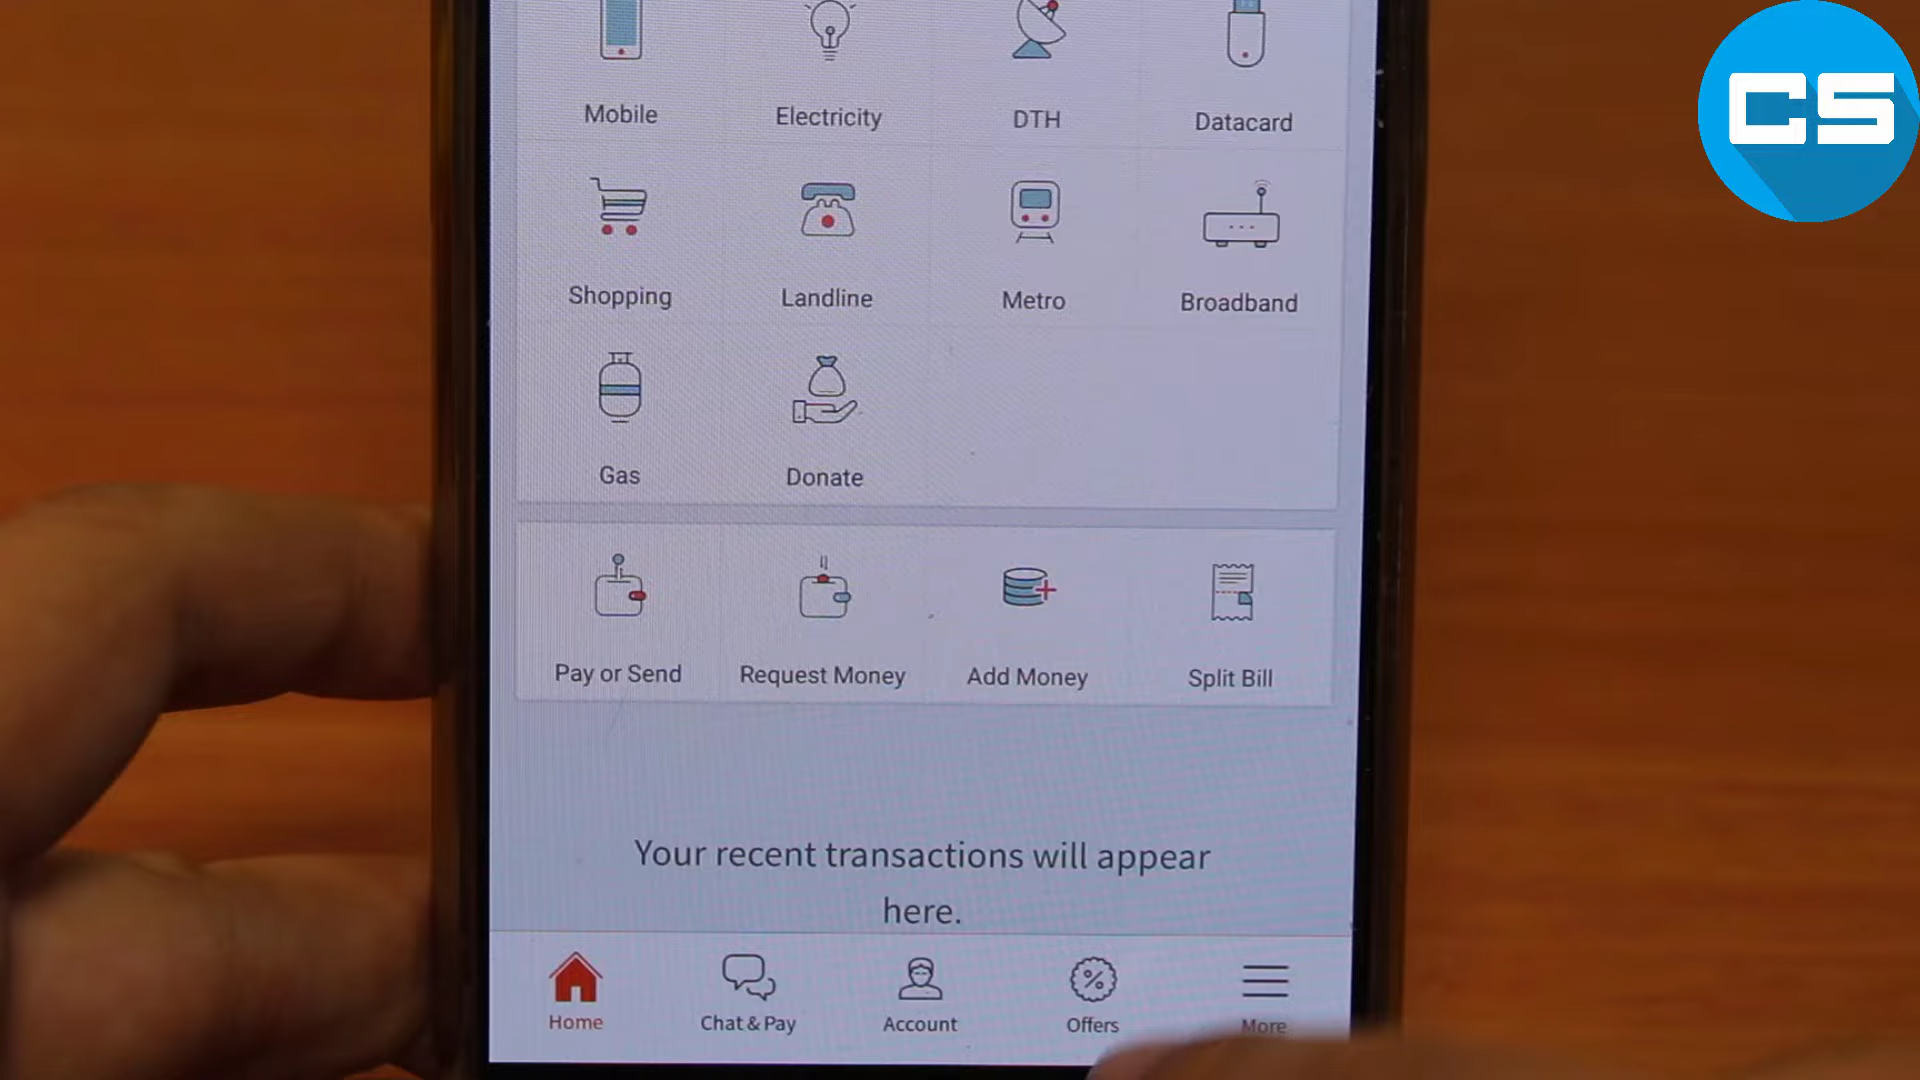 CS
Mobile Electricity DTH Datacard
Shopping Landline Metro Broadband
Gas Donate
Pay or Send Request Money Add Money Split Bill
Your recent transactions will appear
here.
Home Chat & Pay Account Offers More